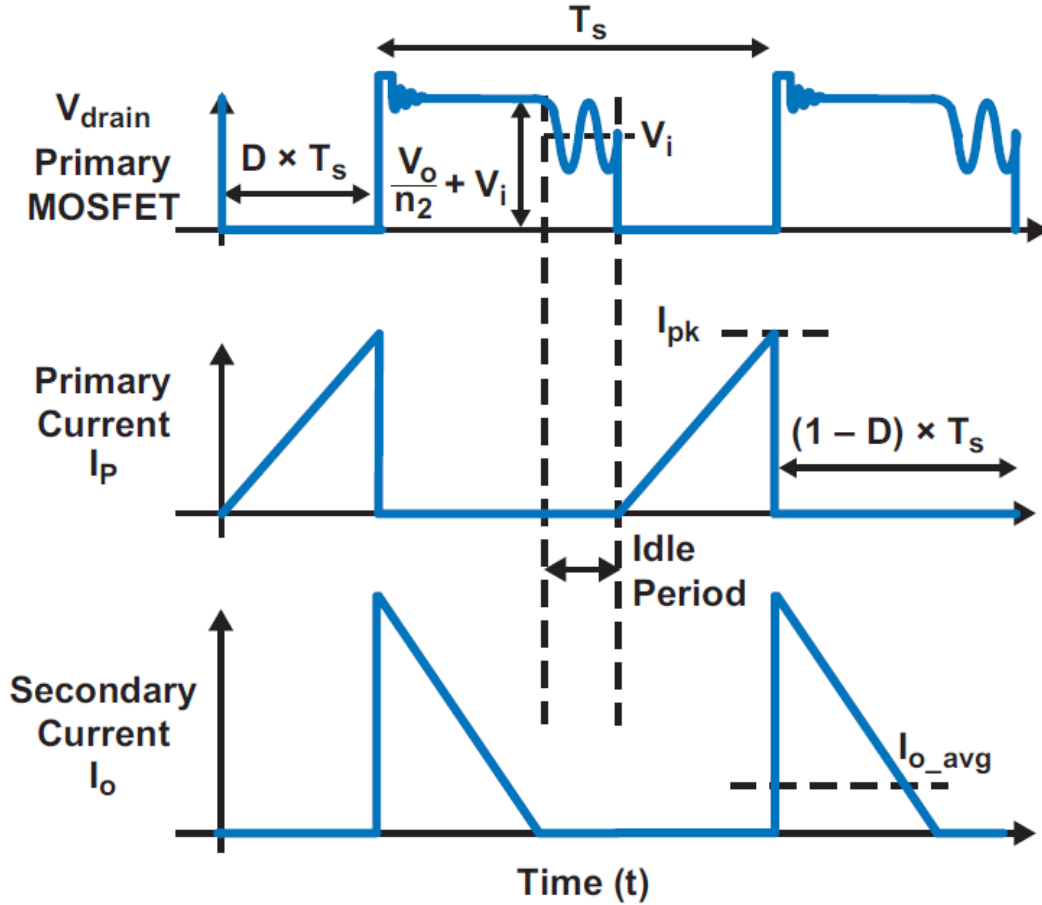 Ts
Vdrain
Primary
MOSFET
D × Ts
Vo
n2
+ Vi
Vi
Primary
Current
IP
Ipk
(1 – D) × Ts
Idle
Period
Secondary
Current
Io
Io_avg
Time (t)